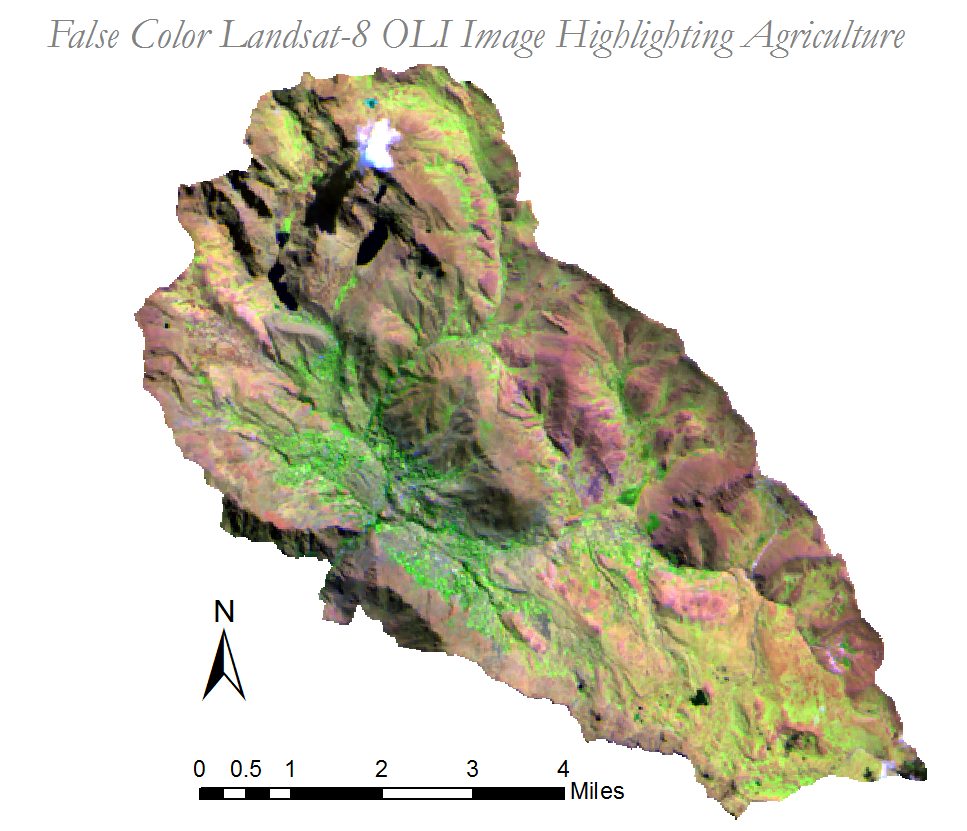 False Color Landsat-8 OLI Image Highlighting Agriculture
N
0 0.5 1 2 3 4
Miles